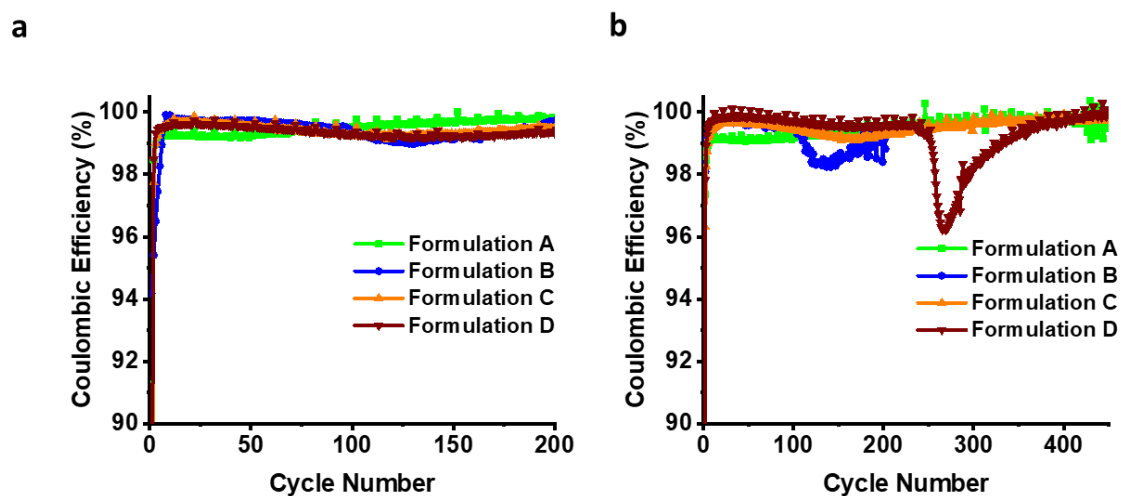 a
b
Coulombic Efficiency (%)
100
98
96
94
92
90
Formulation A
Formulation B
Formulation C
Formulation D
0
50
100
150
200
Cycle Number
Coulombic Efficiency (%)
100
98
96
94
92
90
Formulation A
Formulation B
Formulation C
Formulation D
0
100
200
300
400
Cycle Number